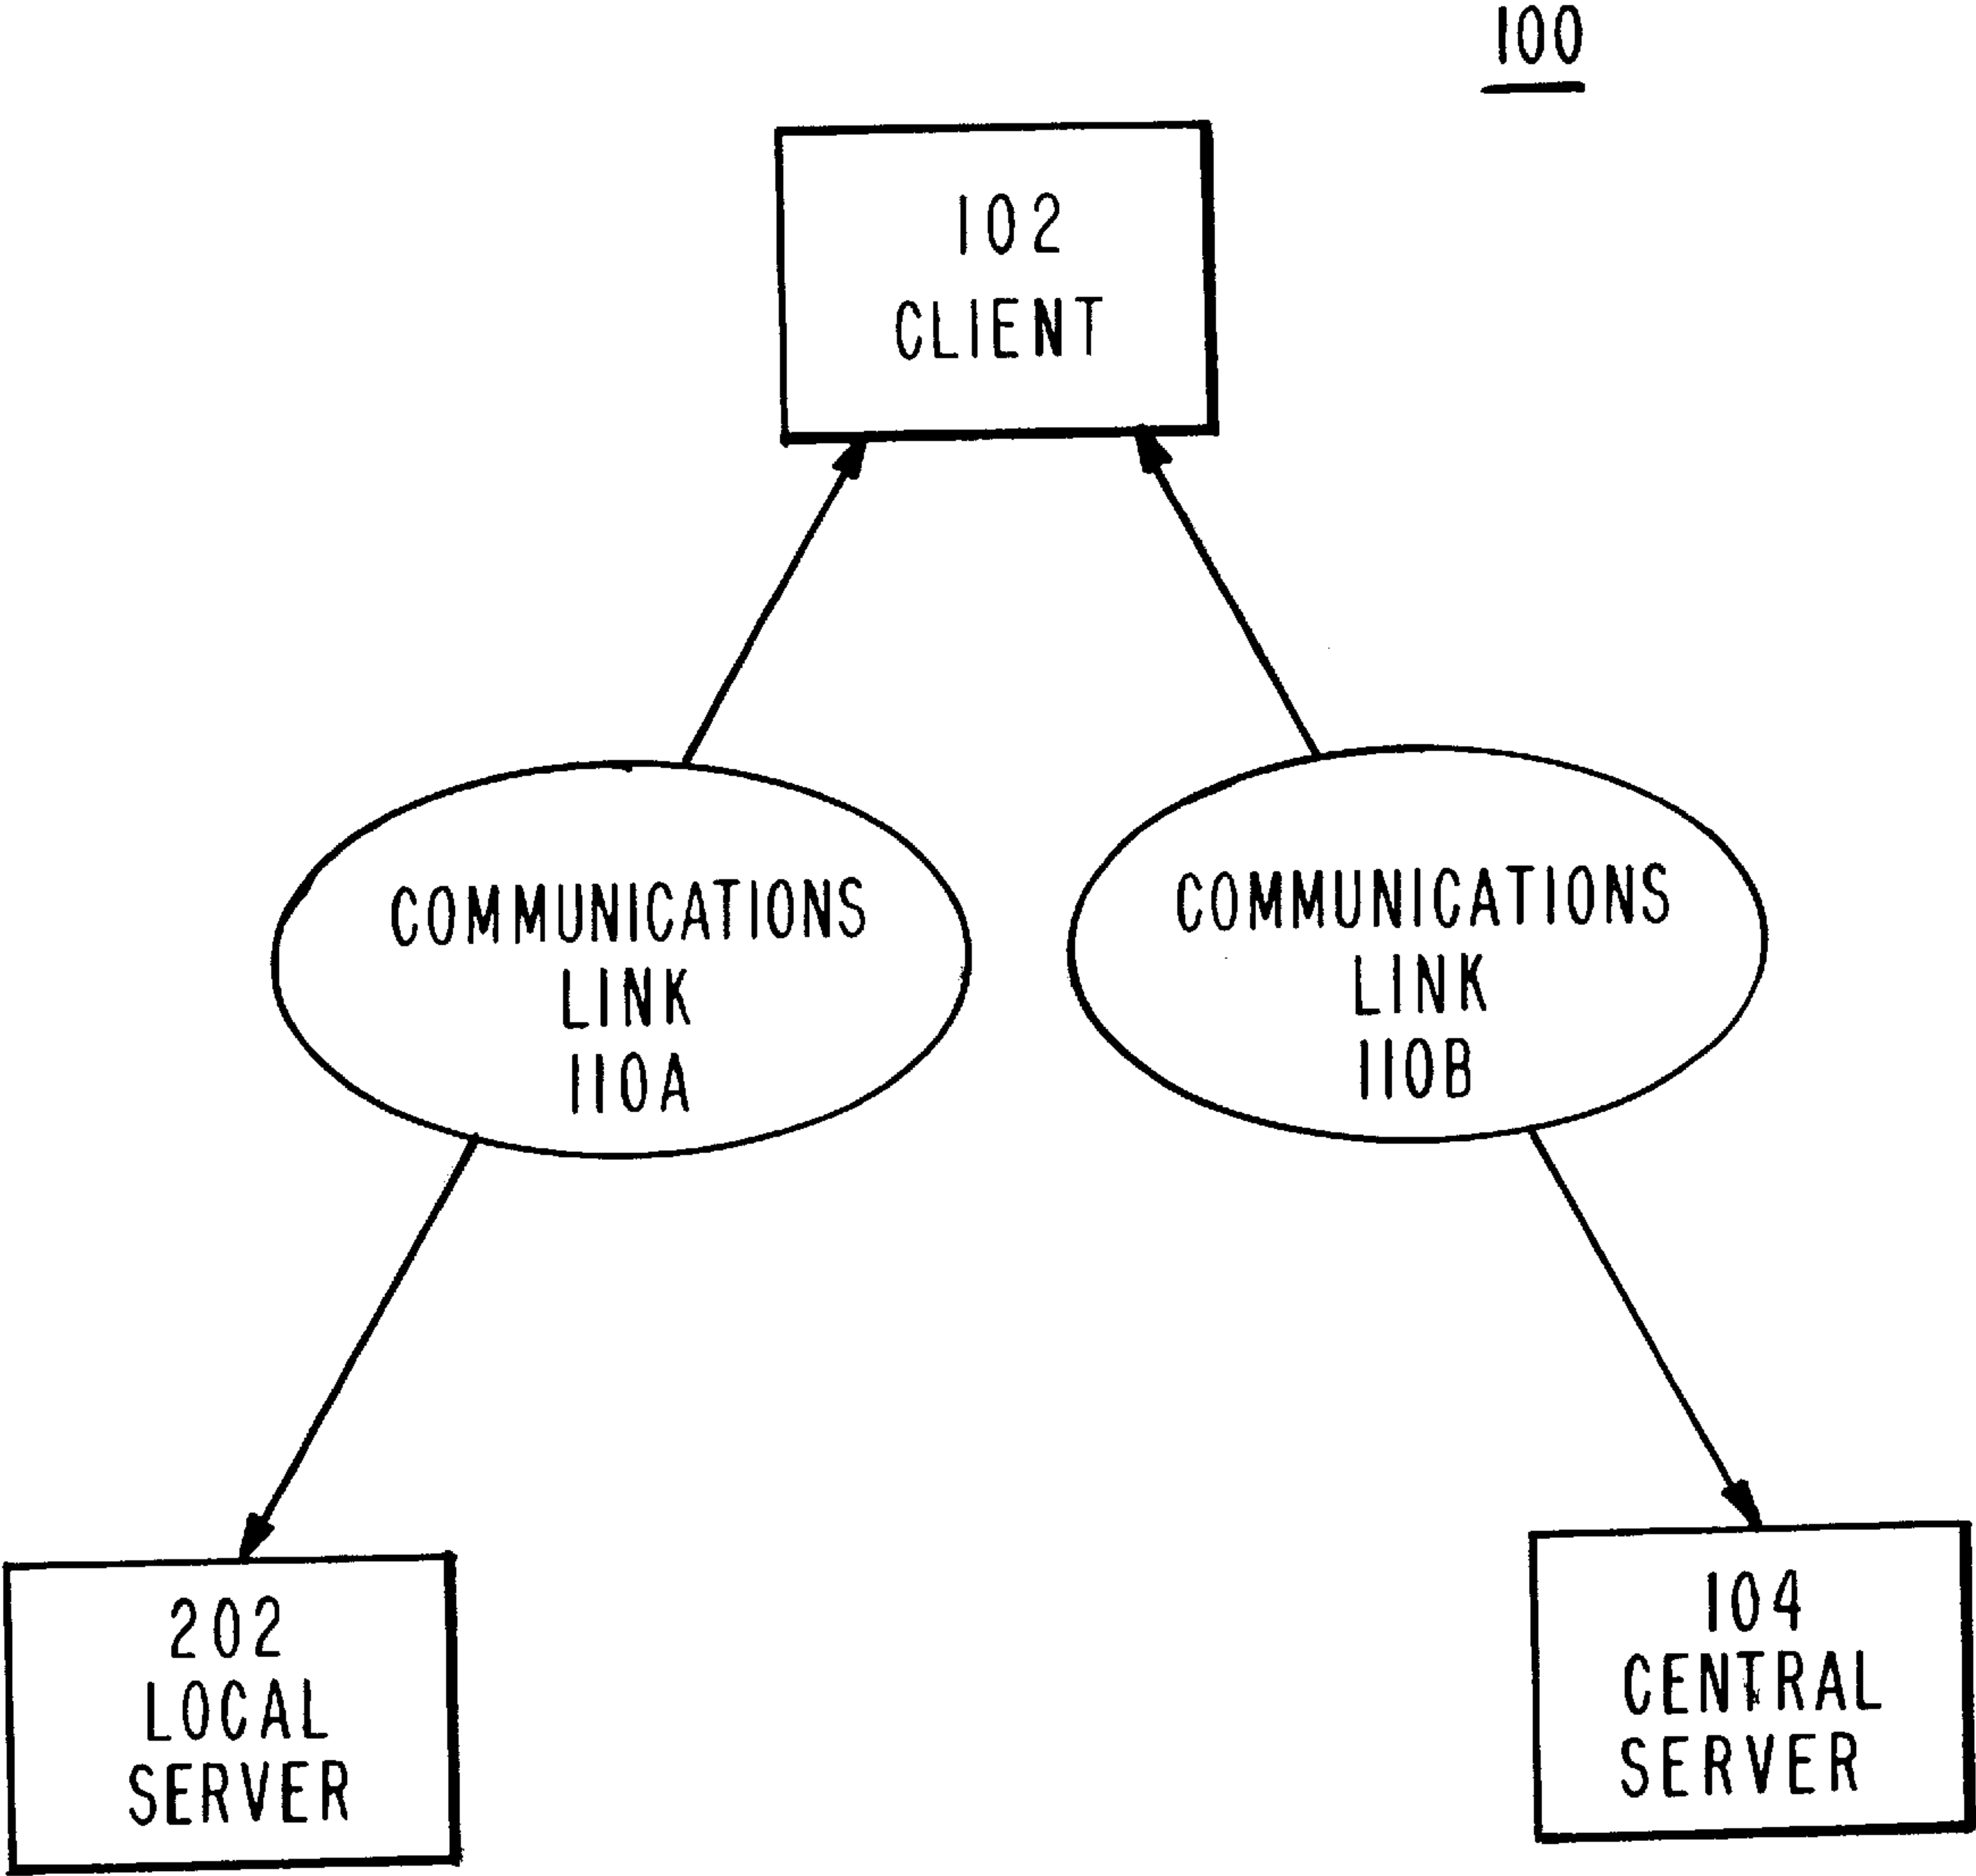 100
102
CLIENT
COMMUNICATIONS
LINK
110A
COMMUNICATIONS
LINK
110B
202
LOCAL
SERVER
104
CENTRAL
SERVER